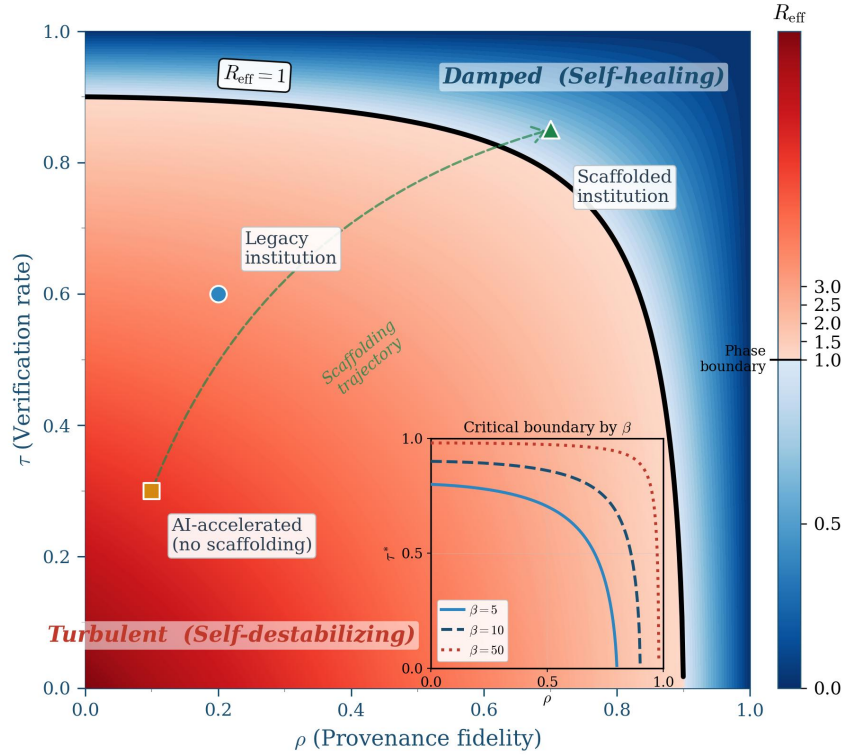 R_eff
1.0
0.8
0.6
0.4
0.2
0.0
τ (Verification rate)
R_eff = 1
Damped (Self-healing)
Scaffolded
institution
Legacy
institution
Scaffolding
trajectory
AI-accelerated
(no scaffolding)
Turbulent (Self-destabilizing)
Critical boundary by β
1.0
0.5
0.0
τ*
β = 5
β = 10
β = 50
0.0
0.5
0.8
1.0
ρ
0.0
0.2
0.4
0.6
0.8
1.0
ρ (Provenance fidelity)
3.0
2.5
2.0
1.5
1.0
0.5
0.0
Phase
boundary